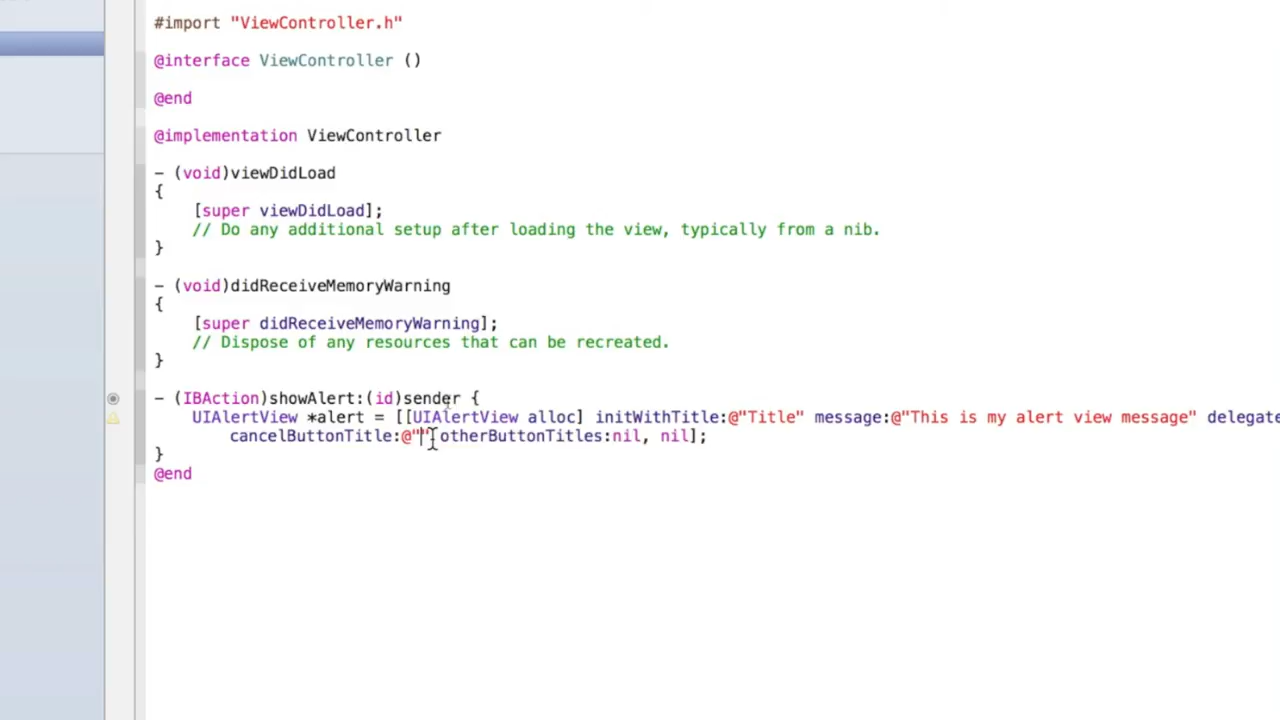 #import "ViewController.h"
@interface ViewController ()
@end
@implementation ViewController
- (void)viewDidLoad
{
[super viewDidLoad];
// Do any additional setup after loading the view, typically from a nib.
}
- (void)didReceiveMemoryWarning
{
[super didReceiveMemoryWarning];
// Dispose of any resources that can be recreated.
}
- (IBAction)showAlert:(id)sender {
UIAlertView *alert = [[UIAlertView alloc] initWithTitle:@"Title" message:@"This is my alert view message" delegate
cancelButtonTitle:@"" otherButtonTitles:nil, nil];
}
@end